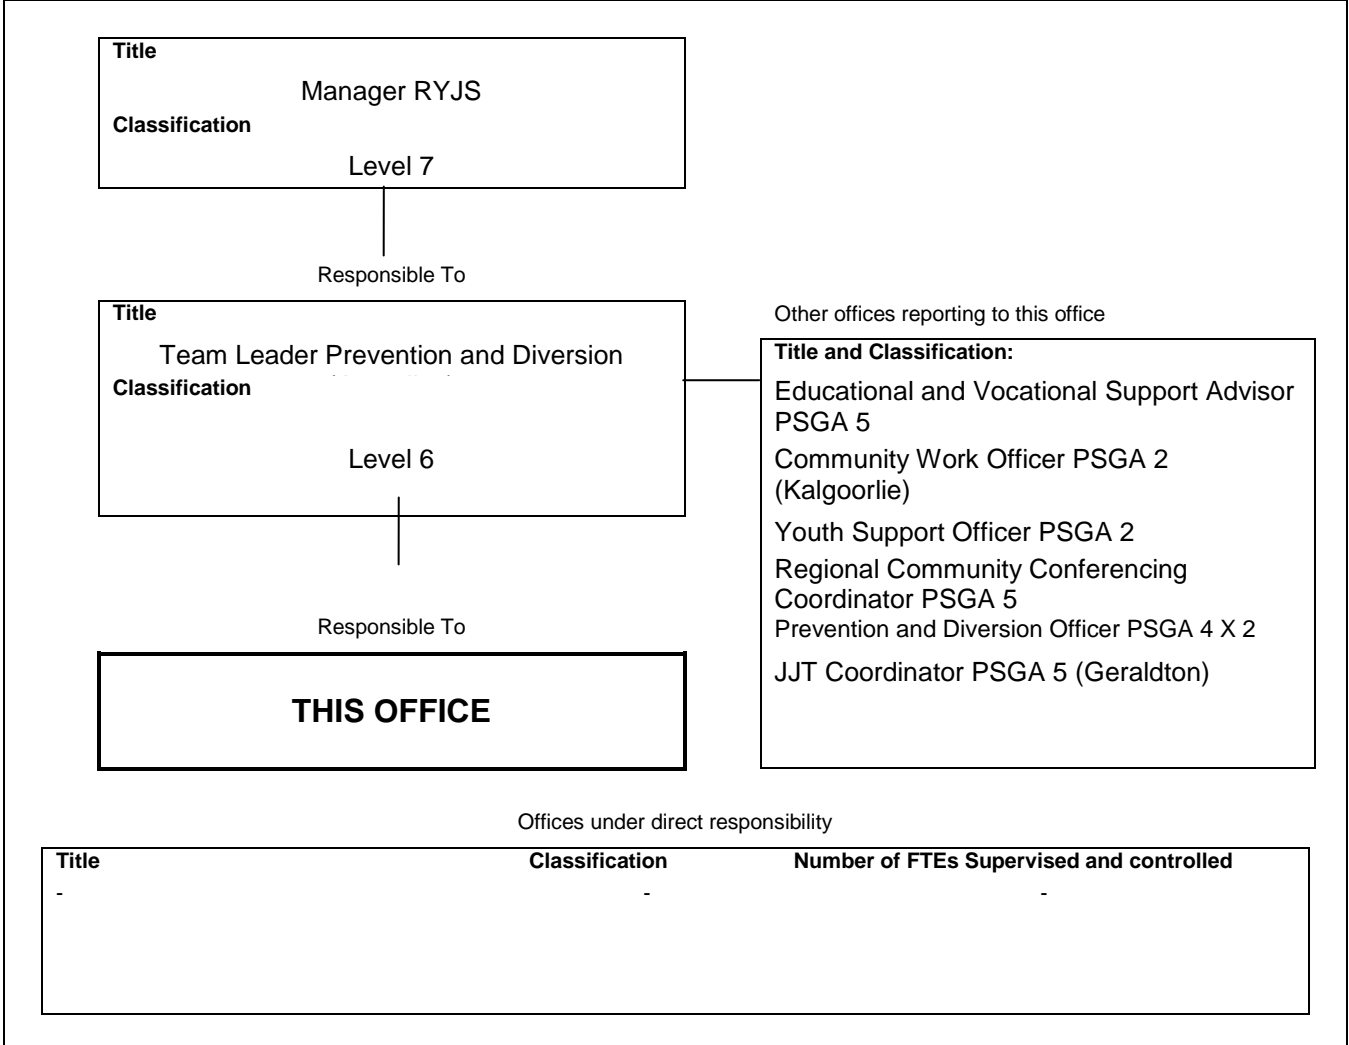 Title
Manager RYJS
Classification
Level 7
Responsible To
Title
Team Leader Prevention and Diversion
Classification
Level 6
Responsible To
THIS OFFICE
Other offices reporting to this office
Title and Classification:
Educational and Vocational Support Advisor
PSGA 5
Community Work Officer PSGA 2
(Kalgoorlie)
Youth Support Officer PSGA 2
Regional Community Conferencing
Coordinator PSGA 5
Prevention and Diversion Officer PSGA 4 X 2
JJT Coordinator PSGA 5 (Geraldton)
Offices under direct responsibility
Title Classification Number of FTEs Supervised and controlled
- - -